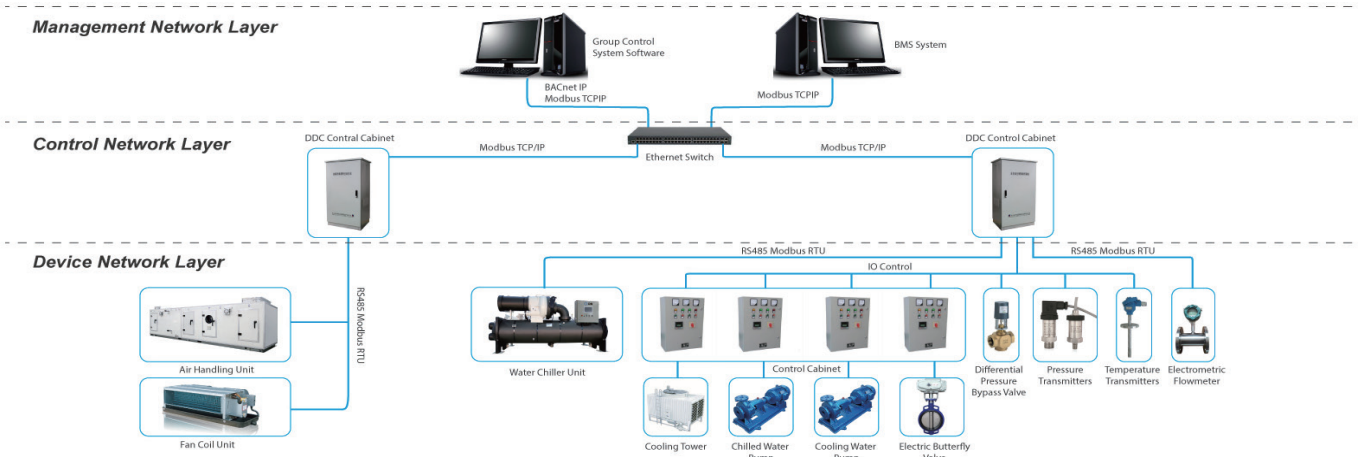 Management Network Layer
Group Control
System Software
BMS System
BACnet IP
Modbus TCPIP
Modbus TCPIP
Control Network Layer
DDC Contral Cabinet
Modbus TCP/IP
Ethernet Switch
Modbus TCP/IP
DDC Control Cabinet
Device Network Layer
RS485 Modbus RTU
RS485 Modbus RTU
IO Control
RS485 Modbus RTU
Air Handling Unit
Fan Coil Unit
Water Chiller Unit
Control Cabinet
Differential
Pressure
Bypass Valve
Pressure
Transmitters
Temperature
Transmitters
Electrometric
Flowmeter
Cooling Tower
Chilled Water
Pump
Cooling Water
Pump
Electric Butterfly
Valve